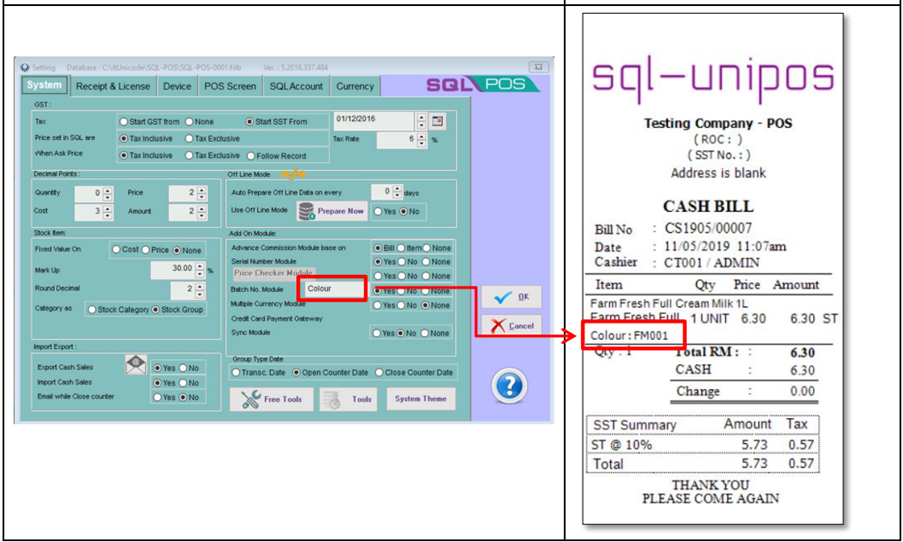 Setting Database : C:\itUnicode\SQL-POS\SQL-POS-0001.fdb Ver. : 5.2018.337.484
System Receipt & License Device POS Screen SQLAccount Currency SQL POS
GST :
Tax Start GST from None Start SST From 01/12/2016
Price set in SQL are Tax Inclusive Tax Exclusive Tax Rate 6 %
When Ask Price Tax Inclusive Tax Exclusive Follow Record
Decimal Points :
Quantity 0 Price 2
Cost 3 Amount 2
Off Line Mode
Auto Prepare Off Line Data on every 0 days
Use Off Line Mode Prepare Now Yes No
Stock Item:
Fixed Value On Cost Price None
Mark Up 30.00 %
Round Decimal 2
Category as Stock Category Stock Group
Add On Module:
Advance Commission Module base on Bill Item None
Serial Number Module Yes No None
Price Checker Module Yes No None
Batch No. Module Colour Yes No None
Multiple Currency Module Yes No None
Credit Card Payment Gateway
Sync Module Yes No None
Import Export :
Export Cash Sales Yes No
Import Cash Sales Yes No
Email while Close counter Yes No
Group Type Date
Transc. Date Open Counter Date Close Counter Date
Free Tools Tools System Theme
OK
Cancel
sql-unipos
Testing Company - POS
(ROC : )
(SST No. : )
Address is blank
CASH BILL
Bill No : CS1905/00007
Date : 11/05/2019 11:07am
Cashier : CT001 / ADMIN
Item Qty Price Amount
Farm Fresh Full Cream Milk 1L
Farm Fresh Full 1 UNIT 6.30 6.30 ST
Colour : FM001
Qty : 1 Total RM : : 6.30
CASH : 6.30
Change : 0.00
SST Summary Amount Tax
ST @ 10% 5.73 0.57
Total 5.73 0.57
THANK YOU
PLEASE COME AGAIN